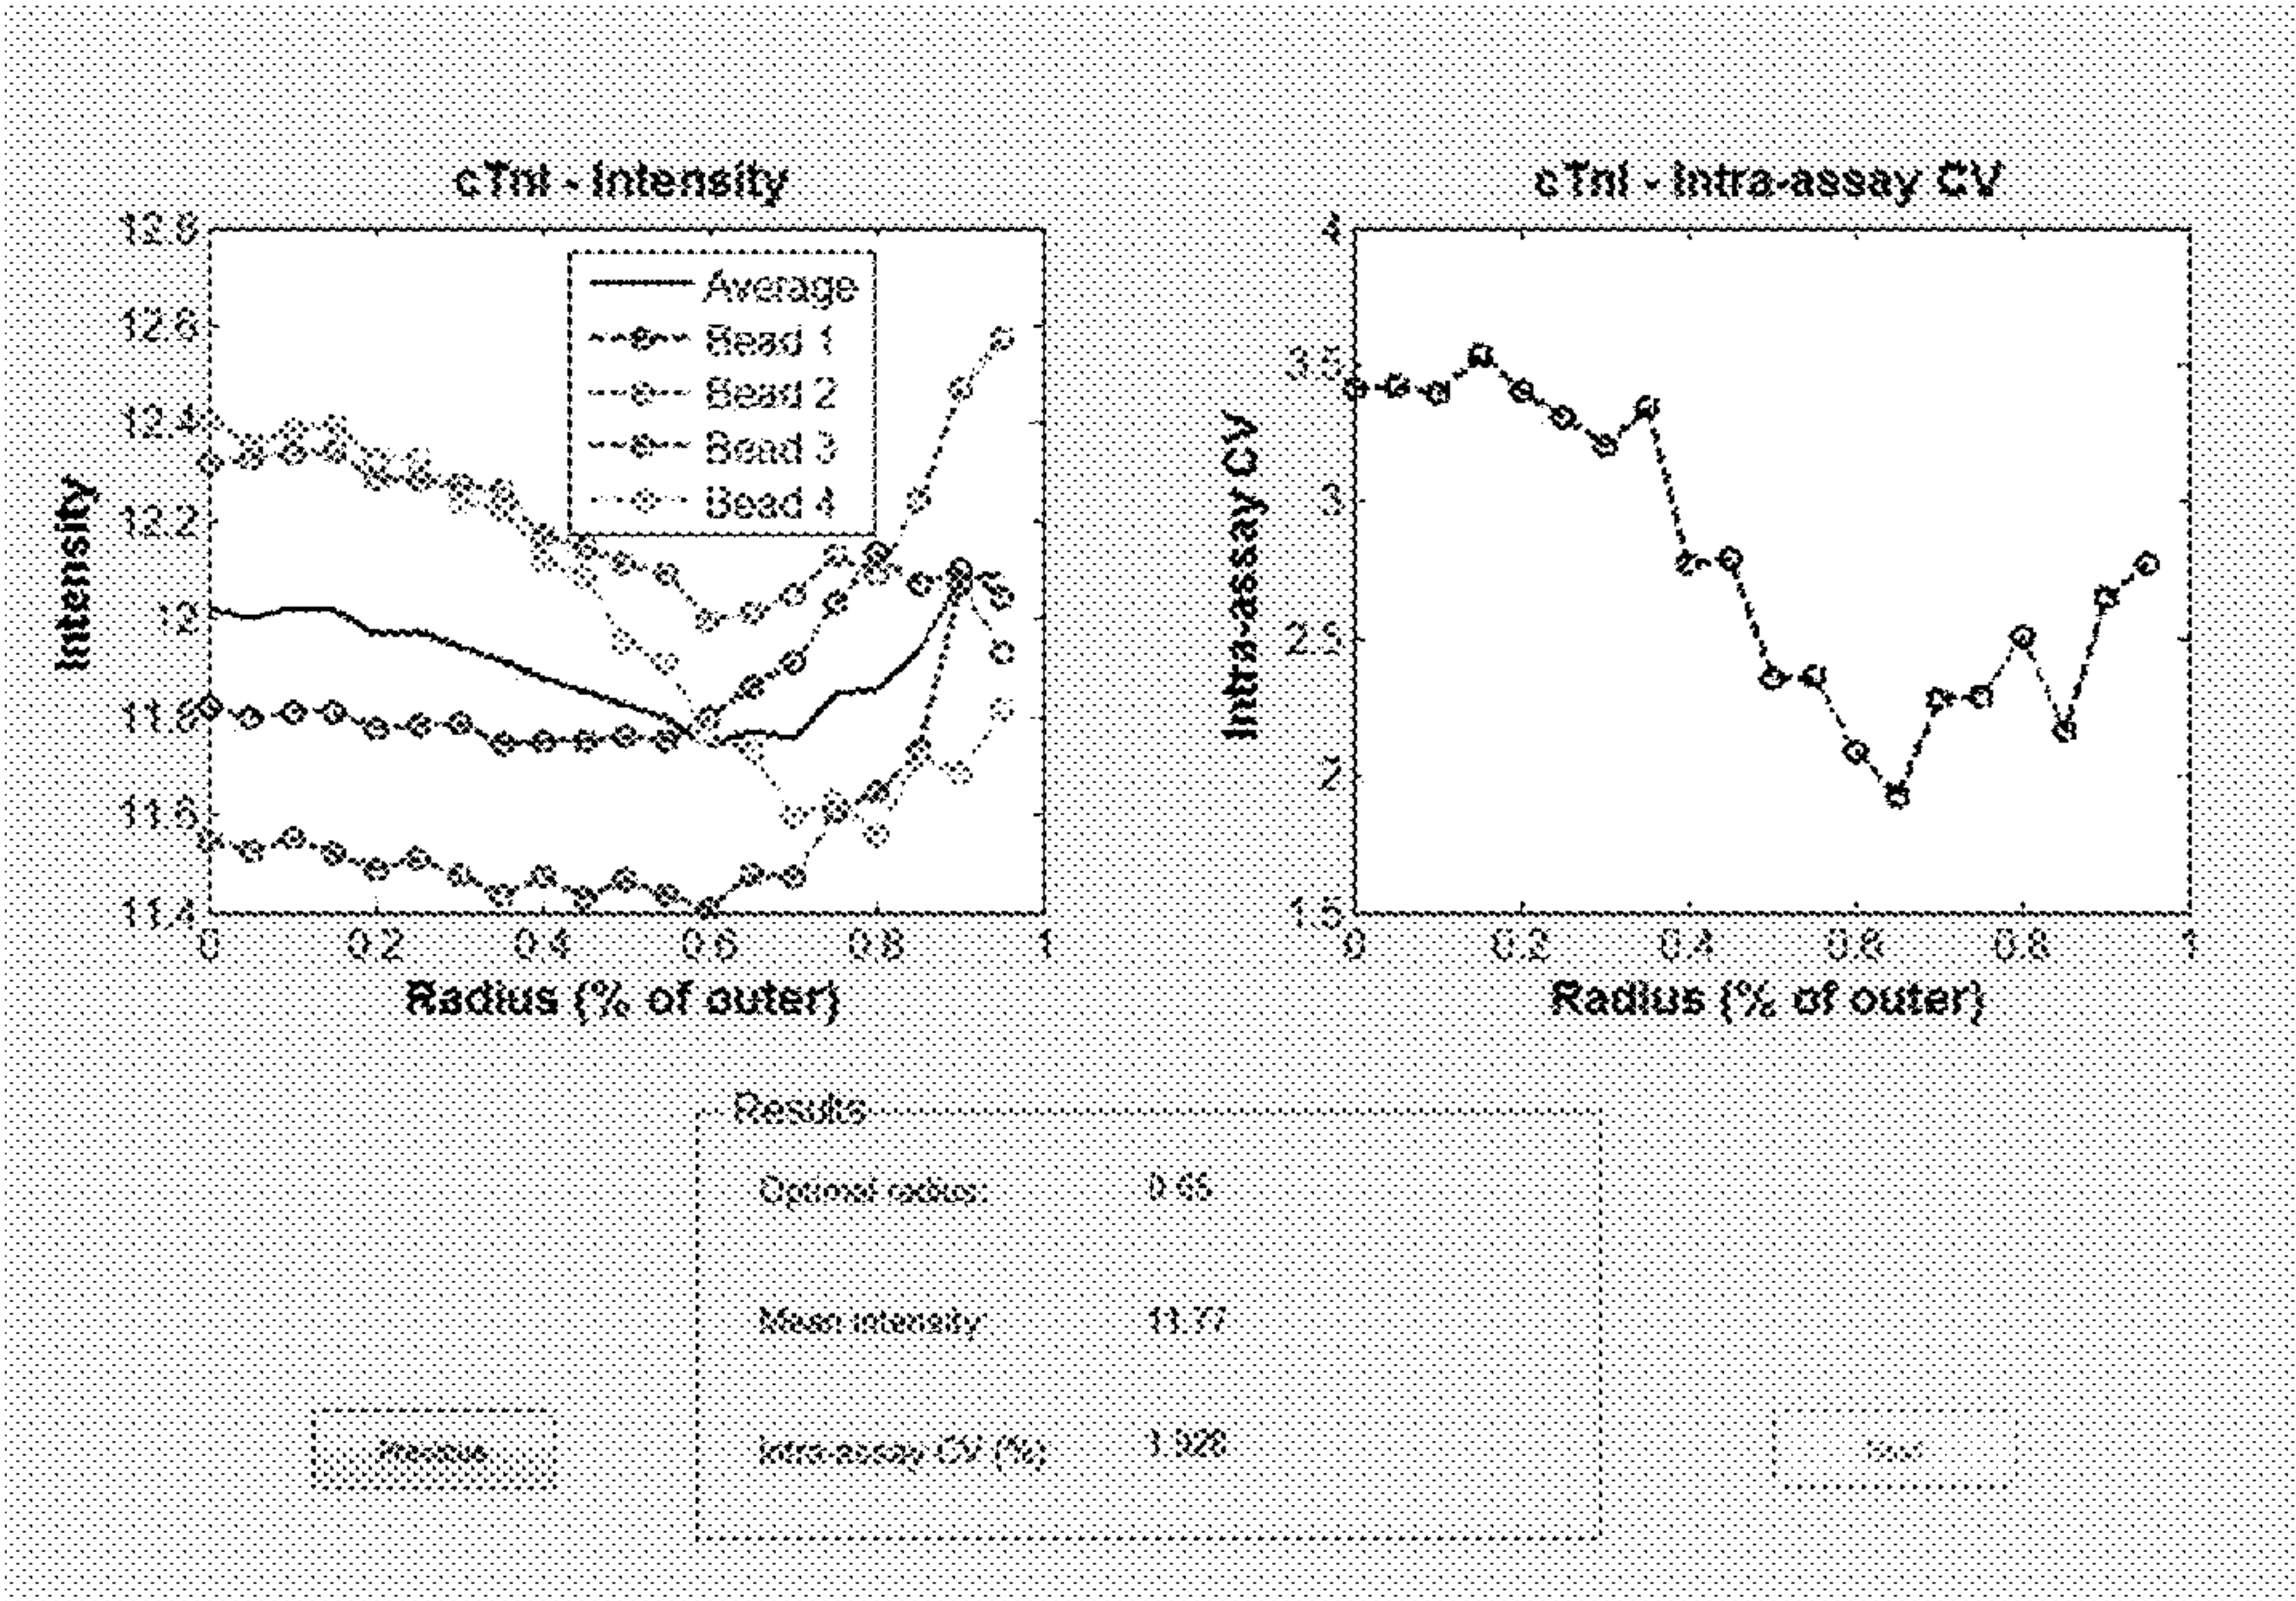 cTnI - Intensity
12.8
12.6
12.4
12.2
12
11.8
11.6
11.4
0 0.2 0.4 0.6 0.8 1
Intensity
Radius (% of outer)
Average
Bead 1
Bead 2
Bead 3
Bead 4
cTnI - Intra-assay CV
4
3.5
3
2.5
2
1.5
0 0.2 0.4 0.6 0.8 1
Intra-assay CV
Radius (% of outer)
Results
Optimal radius: 0.65
Mean intensity: 11.77
Intra-assay CV (%) 1.928
Previous
Next